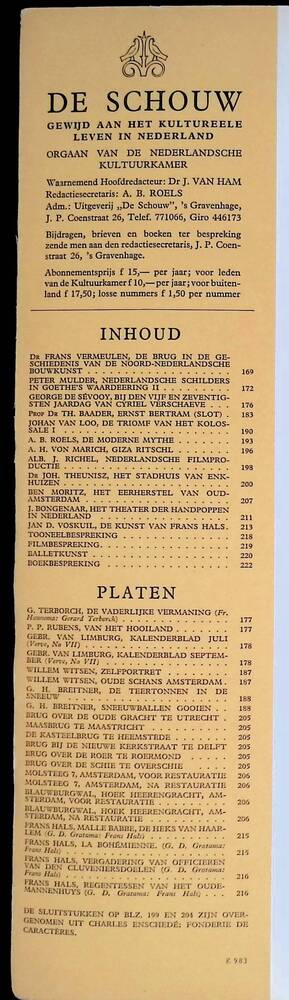 DE SCHOUW
GEWIJD AAN HET KULTUREELE
LEVEN IN NEDERLAND
ORGAAN VAN DE NEDERLANDSCHE
KULTUURKAMER
Waarnemend Hoofdredacteur: Dr J. VAN HAM
Redactiesecretaris: A. B. ROELS
Adm.: Uitgeverij „De Schouw”, 's Gravenhage,
J. P. Coenstraat 26, Telef. 771066, Giro 446173
Bijdragen, brieven en boeken ter bespreking
zende men aan den redactiesecretaris, J. P. Coen-
straat 26, 's Gravenhage.
Abonnementsprijs f 15,— per jaar; voor leden
van de Kultuurkamer f 10,— per jaar; voor buiten-
land f 17,50; losse nummers f 1,50 per nummer
INHOUD
DR FRANS VERMEULEN, DE BRUG IN DE GE-
SCHIEDENIS VAN DE NOORD-NEDERLANDSCHE
BOUWKUNST . . . . . . . . . . . . . . . . 169
PETER MULDER, NEDERLANDSCHE SCHILDERS
IN GOETHE'S WAARDEERING II . . . . . . . 172
GEORGE DE SÉVOOY, BIJ DEN VIJF EN ZEVENTIG-
STEN JAARDAG VAN CYRIEL VERSCHAEVE . . 176
PROF DR TH. BAADER, ERNST BERTRAM (SLOT) . 183
JOHAN VAN LOO, DE TRIOMF VAN HET KOLOS-
SALE I . . . . . . . . . . . . . . . . . 190
A. B. ROELS, DE MODERNE MYTHE . . . . . . 193
A. H. VON MARICH, GIZA RITSCHL . . . . . . 196
ALB. J. RICHEL, NEDERLANDSCHE FILMPRO-
DUCTIE . . . . . . . . . . . . . . . . . 198
DR JOH. THEUNISZ, HET STADHUIS VAN ENK-
HUIZEN . . . . . . . . . . . . . . . . . 200
BEN MORITZ, HET EERHERSTEL VAN OUD-
AMSTERDAM . . . . . . . . . . . . . . . . 207
J. BONGENAAR, HET THEATER DER HANDPOPPEN
IN NEDERLAND . . . . . . . . . . . . . . 211
JAN D. VOSKUIL, DE KUNST VAN FRANS HALS . 213
TOONEELBESPREKING . . . . . . . . . . . . 218
FILMBESPREKING . . . . . . . . . . . . . . 219
BALLETKUNST . . . . . . . . . . . . . . . 220
BOEKBESPREKING . . . . . . . . . . . . . . 222
PLATEN
G. TERBORCH, DE VADERLIJKE VERMANING (Fr.
Hannema: Gerard Terborch) . . . . . . . . 177
P. P. RUBENS, VAN HET HOOILAND . . . . . . 177
GEBR. VAN LIMBURG, KALENDERBLAD JULI
(Verve, No VII) . . . . . . . . . . . . . 178
GEBR. VAN LIMBURG, KALENDERBLAD SEPTEM-
BER (Verve, No VII) . . . . . . . . . . . 178
WILLEM WITSEN, ZELFPORTRET . . . . . . . . 187
WILLEM WITSEN, OUDE SCHANS AMSTERDAM . 187
G. H. BREITNER, DE TEERTONNEN IN DE
SNEEUW . . . . . . . . . . . . . . . . . 188
G. H. BREITNER, SNEEUWBALLEN GOOIEN . . 188
BRUG OVER DE OUDE GRACHT TE UTRECHT . 205
MAASBRUG TE MAASTRICHT . . . . . . . . . . 205
DE KASTEELBRUG TE HEEMSTEDE . . . . . . . 205
BRUG BIJ DE NIEUWE KERKSTRAAT TE DELFT 205
BRUG OVER DE ROER TE ROERMOND . . . . . . 205
BRUG OVER DE SCHIE TE OVERSCHIE . . . . . 205
MOLSTEEG 7, AMSTERDAM, VOOR RESTAURATIE 206
MOLSTEEG 7, AMSTERDAM, NA RESTAURATIE 206
BLAUWBURGWAL, HOEK HEERENGRACHT, AM-
STERDAM, VOOR RESTAURATIE . . . . . . . . 206
BLAUWBURGWAL, HOEK HEERENGRACHT, AM-
STERDAM, NA RESTAURATIE . . . . . . . . . 206
FRANS HALS, MALLE BABBE, DE HEKS VAN HAAR-
LEM (G. D. Gratama: Frans Hals) . . . . . 215
FRANS HALS, LA BOHÉMIENNE. (G. D. Gratama:
Frans Hals) . . . . . . . . . . . . . . . 215
FRANS HALS, VERGADERING VAN OFFICIEREN
VAN DEN CLUVENIERSDOELEN (G. D. Gratama:
Frans Hals) . . . . . . . . . . . . . . . 216
FRANS HALS, REGENTESSEN VAN HET OUDE-
MANNENHUYS (G. D. Gratama: Frans Hals) . . . 216
DE SLUITSTUKKEN OP BLZ. 199 EN 204 ZIJN OVER-
GENOMEN UIT CHARLES ENSCHEDÉ: FONDERIE DE
CARACTÈRES.
K 983